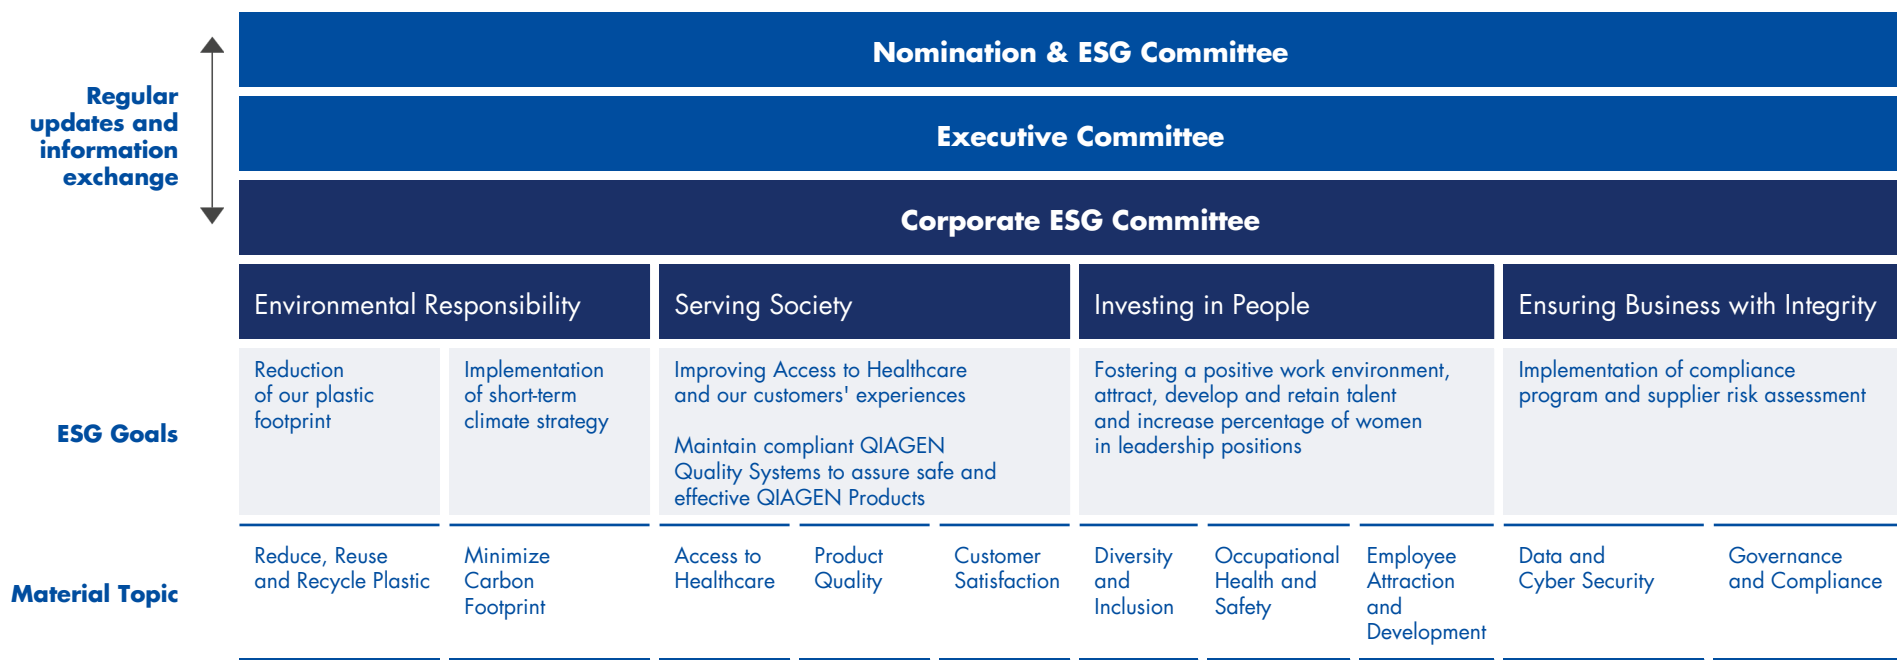 Nomination & ESG Committee
Regular
updates and
information
exchange
Executive Committee
Corporate ESG Committee
Environmental Responsibility
Serving Society
Investing in People
Ensuring Business with Integrity
ESG Goals
Reduction
of our plastic
footprint
Implementation
of short-term
climate strategy
Improving Access to Healthcare
and our customers' experiences
Maintain compliant QIAGEN
Quality Systems to assure safe and
effective QIAGEN Products
Fostering a positive work environment,
attract, develop and retain talent
and increase percentage of women
in leadership positions
Implementation of compliance
program and supplier risk assessment
Material Topic
Reduce, Reuse
and Recycle Plastic
Minimize
Carbon
Footprint
Access to
Healthcare
Product
Quality
Customer
Satisfaction
Diversity
and
Inclusion
Occupational
Health and
Safety
Employee
Attraction
and
Development
Data and
Cyber Security
Governance
and Compliance